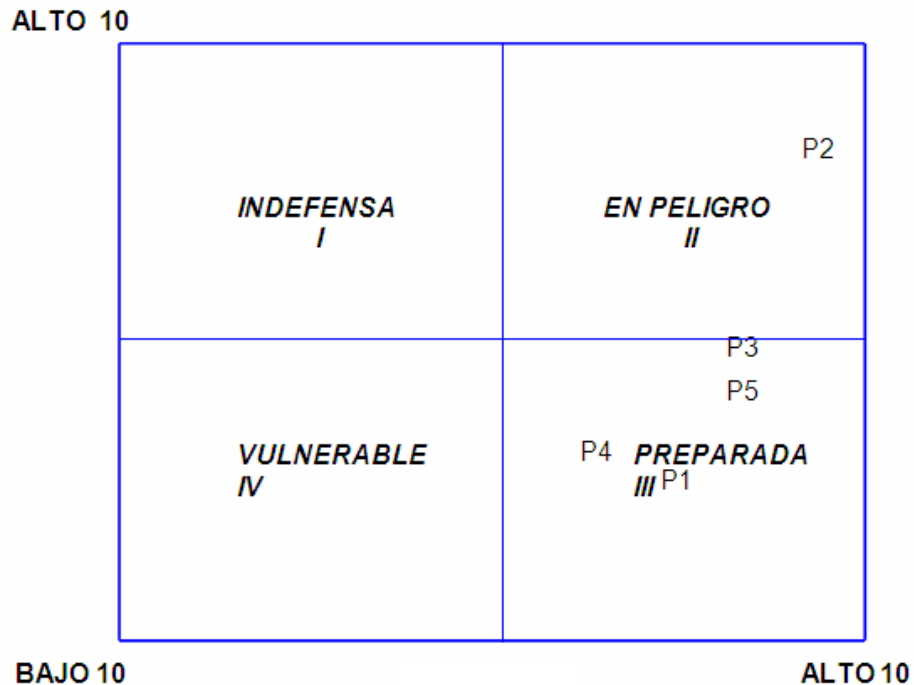 ALTO 10
P2
INDEFENSA
I
EN PELIGRO
II
P3
P5
VULNERABLE
IV
P4
PREPARADA
III P1
BAJO 10
ALTO 10